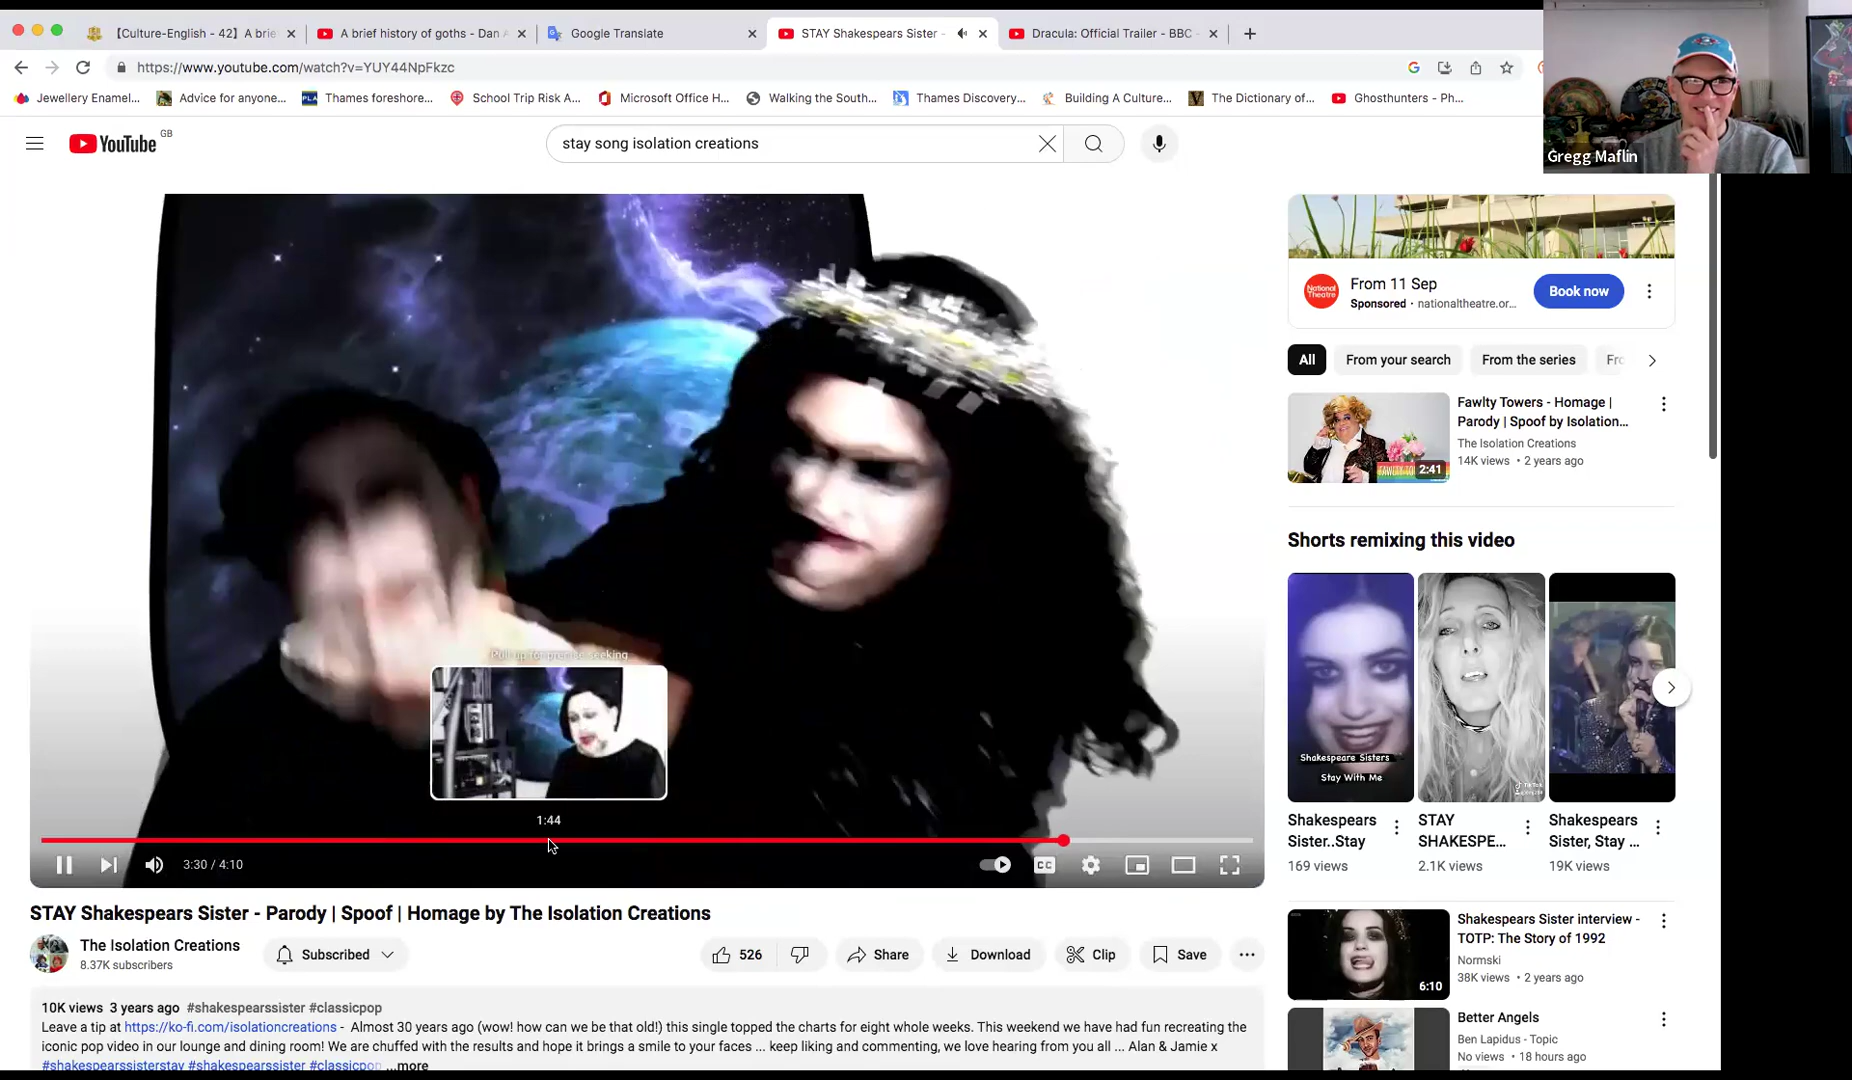 【Culture-English - 42】A brie
A brief history of goths - Dan A
Google Translate
STAY Shakespears Sister -
Dracula: Official Trailer - BBC -
https://www.youtube.com/watch?v=YUY44NpFkzc
Jewellery Enamel...
Advice for anyone...
PLA
Thames foreshore...
School Trip Risk A...
Microsoft Office H...
Walking the South...
Thames Discovery...
Building A Culture...
The Dictionary of...
Ghosthunters - Ph...
Gregg Maflin
YouTube GB
stay song isolation creations
National Theatre
From 11 Sep
Sponsored • nationaltheatre.or...
Book now
All
From your search
From the series
Fro
Fawlty Towers - Homage |
Parody | Spoof by Isolation...
The Isolation Creations
14K views • 2 years ago
2:41
Shorts remixing this video
Shakespeare Sisters
Stay With Me
TikTok
Shakespears
Sister..Stay
169 views
STAY
SHAKESPE...
2.1K views
Shakespears
Sister, Stay ...
19K views
Pull up for precise seeking
1:44
3:30 / 4:10
CC
STAY Shakespears Sister - Parody | Spoof | Homage by The Isolation Creations
The Isolation Creations
8.37K subscribers
Subscribed
526
Share
Download
Clip
Save
10K views 3 years ago #shakespearssister #classicpop
Leave a tip at https://ko-fi.com/isolationcreations - Almost 30 years ago (wow! how can we be that old!) this single topped the charts for eight whole weeks. This weekend we have had fun recreating the
iconic pop video in our lounge and dining room! We are chuffed with the results and hope it brings a smile to your faces ... keep liking and commenting, we love hearing from you all ... Alan & Jamie x
#shakespearssisterstay #shakespearssister #classicpop ...more
Shakespears Sister interview -
TOTP: The Story of 1992
Normski
38K views • 2 years ago
6:10
Better Angels
Ben Lapidus - Topic
No views • 18 hours ago